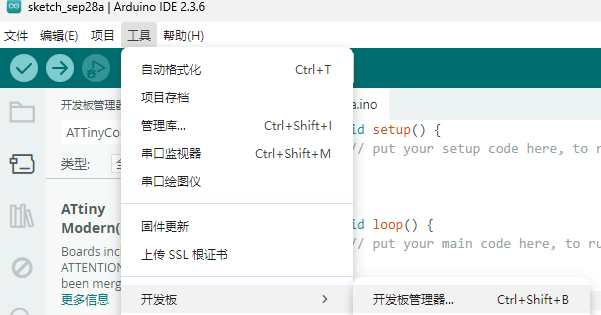 sketch_sep28a | Arduino IDE 2.3.6
文件 编辑(E) 项目 工具 帮助(H)
自动格式化 Ctrl+T
项目存档
管理库... Ctrl+Shift+I
串口监视器 Ctrl+Shift+M
串口绘图仪
固件更新
上传 SSL 根证书
开发板
开发板管理器... Ctrl+Shift+B
开发板管理器
ATTinyCo
类型:
ATtiny
Modern(
Boards inc
ATTENTIO
been merg
更多信息
a.ino
id setup() {
// put your setup code here, to r
id loop() {
// put your main code here, to ru